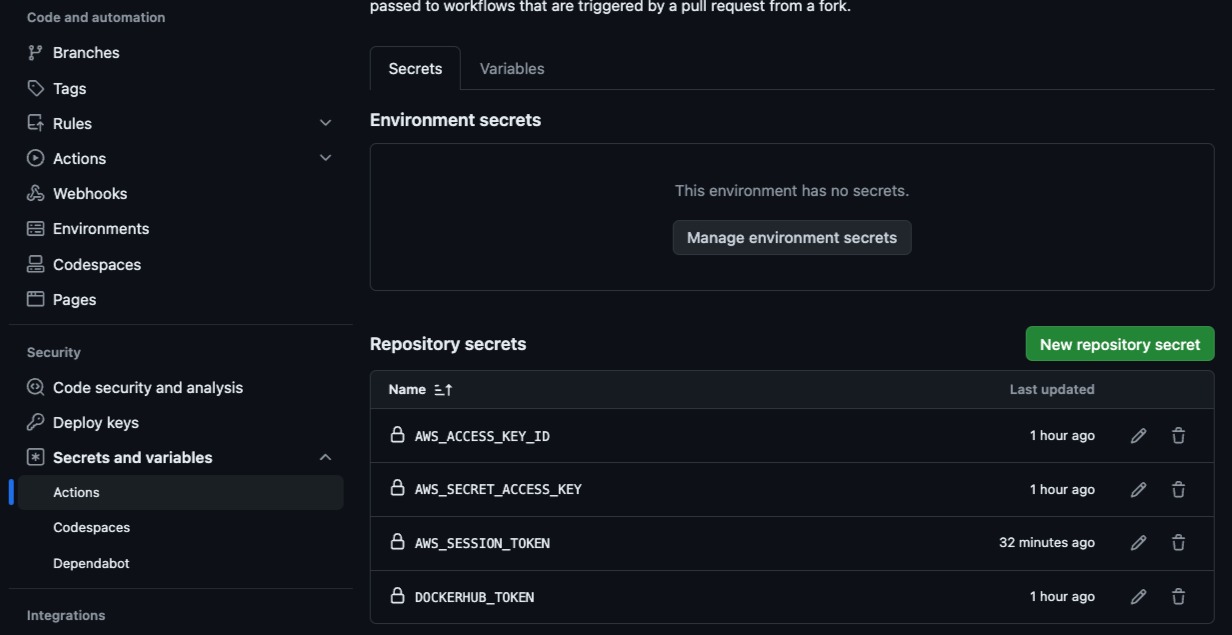 passed to workflows that are triggered by a pull request from a fork.
Code and automation
Branches
Tags
Rules
Actions
Webhooks
Environments
Codespaces
Pages
Security
Code security and analysis
Deploy keys
Secrets and variables
Actions
Codespaces
Dependabot
Integrations
Secrets Variables
Environment secrets
This environment has no secrets.
Manage environment secrets
Repository secrets New repository secret
Name Last updated
AWS_ACCESS_KEY_ID 1 hour ago
AWS_SECRET_ACCESS_KEY 1 hour ago
AWS_SESSION_TOKEN 32 minutes ago
DOCKERHUB_TOKEN 1 hour ago